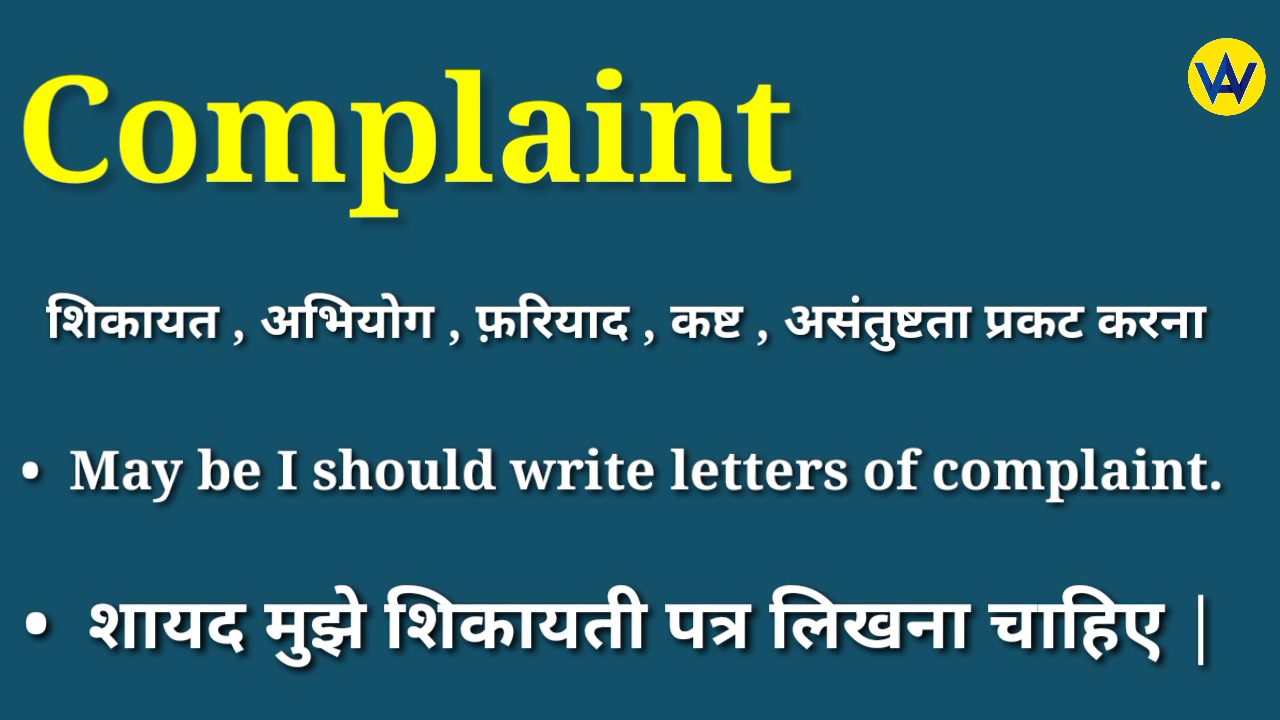 Complaint
शिकायत , अभियोग , फ़रियाद , कष्ट , असंतुष्टता प्रकट करना
• May be I should write letters of complaint.
• शायद मुझे शिकायती पत्र लिखना चाहिए |